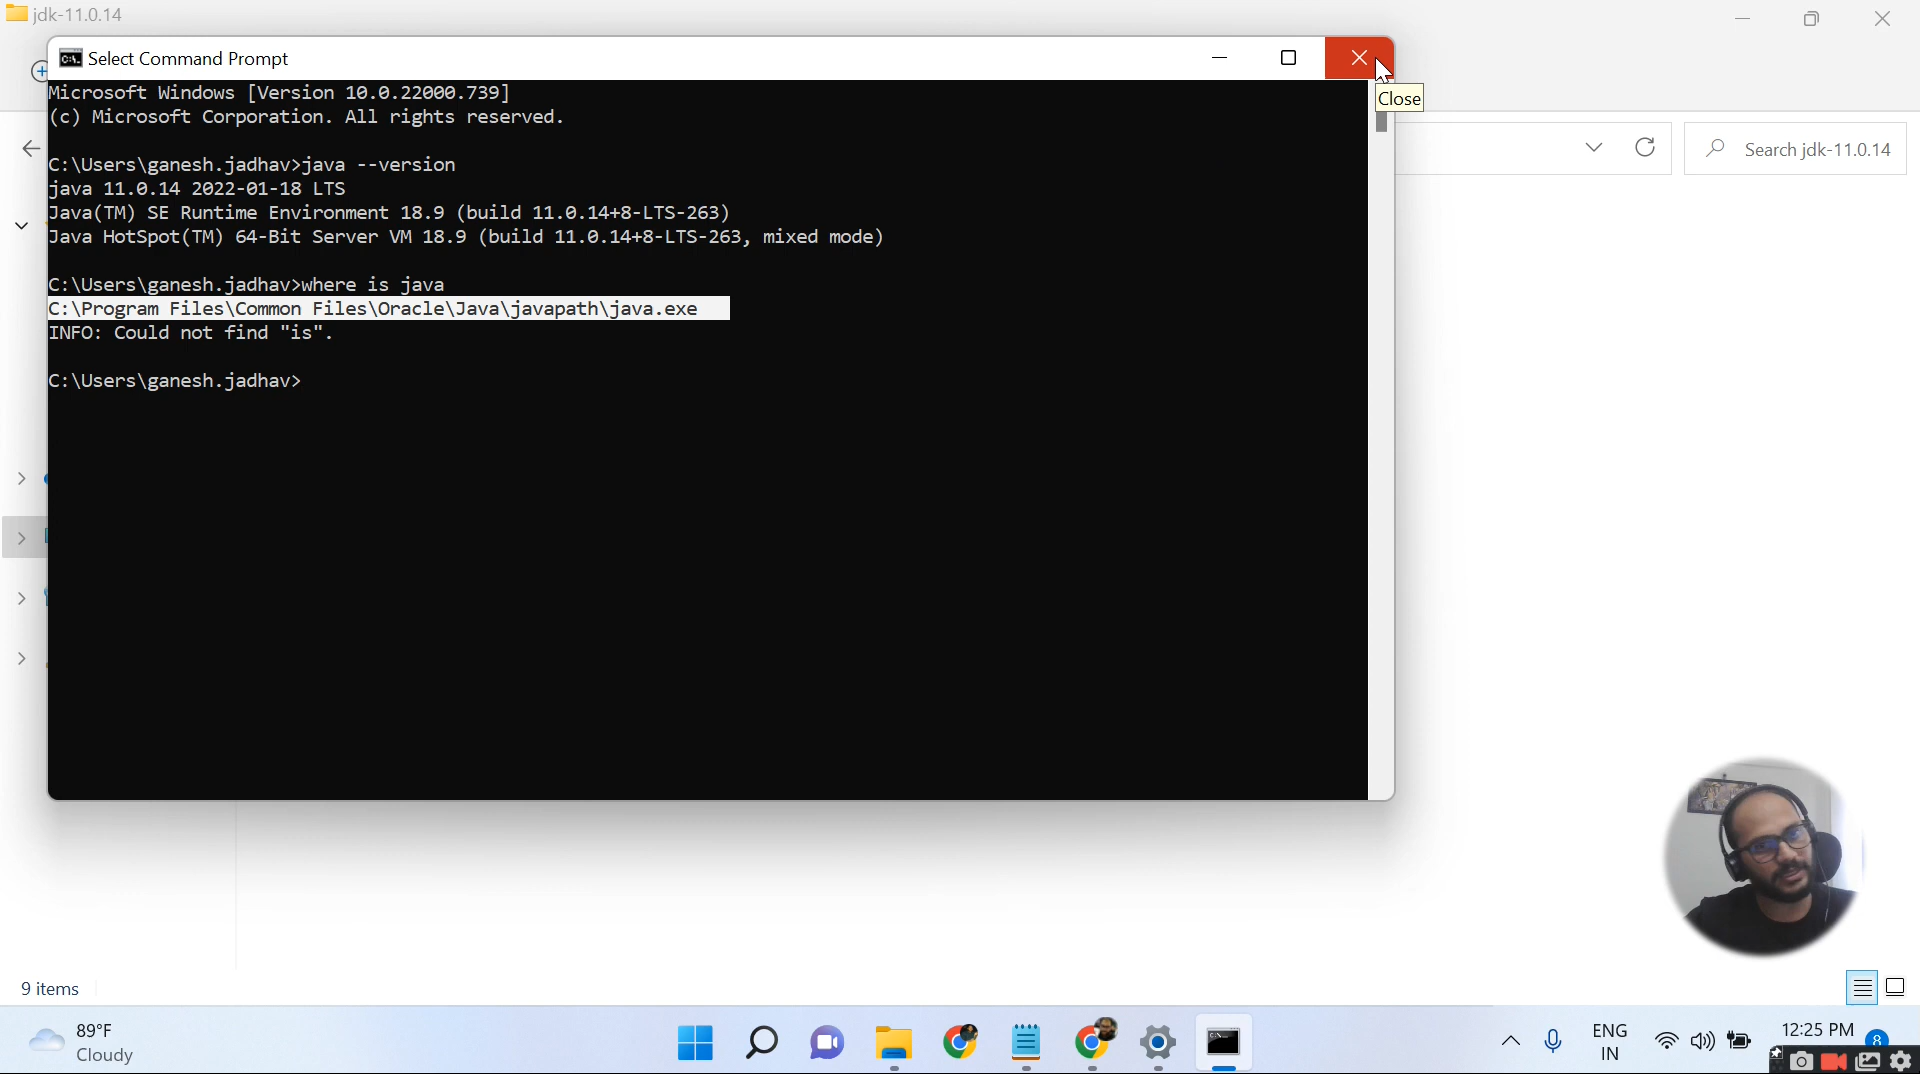 jdk-11.0.14
Select Command Prompt
Close
Microsoft Windows [Version 10.0.22000.739]
(c) Microsoft Corporation. All rights reserved.
C:\Users\ganesh.jadhav>java --version
java 11.0.14 2022-01-18 LTS
Java(TM) SE Runtime Environment 18.9 (build 11.0.14+8-LTS-263)
Java HotSpot(TM) 64-Bit Server VM 18.9 (build 11.0.14+8-LTS-263, mixed mode)
C:\Users\ganesh.jadhav>where is java
C:\Program Files\Common Files\Oracle\Java\javapath\java.exe
INFO: Could not find "is".
C:\Users\ganesh.jadhav>
Search jdk-11.0.14
9 items
89°F
Cloudy
ENG
IN
12:25 PM
8